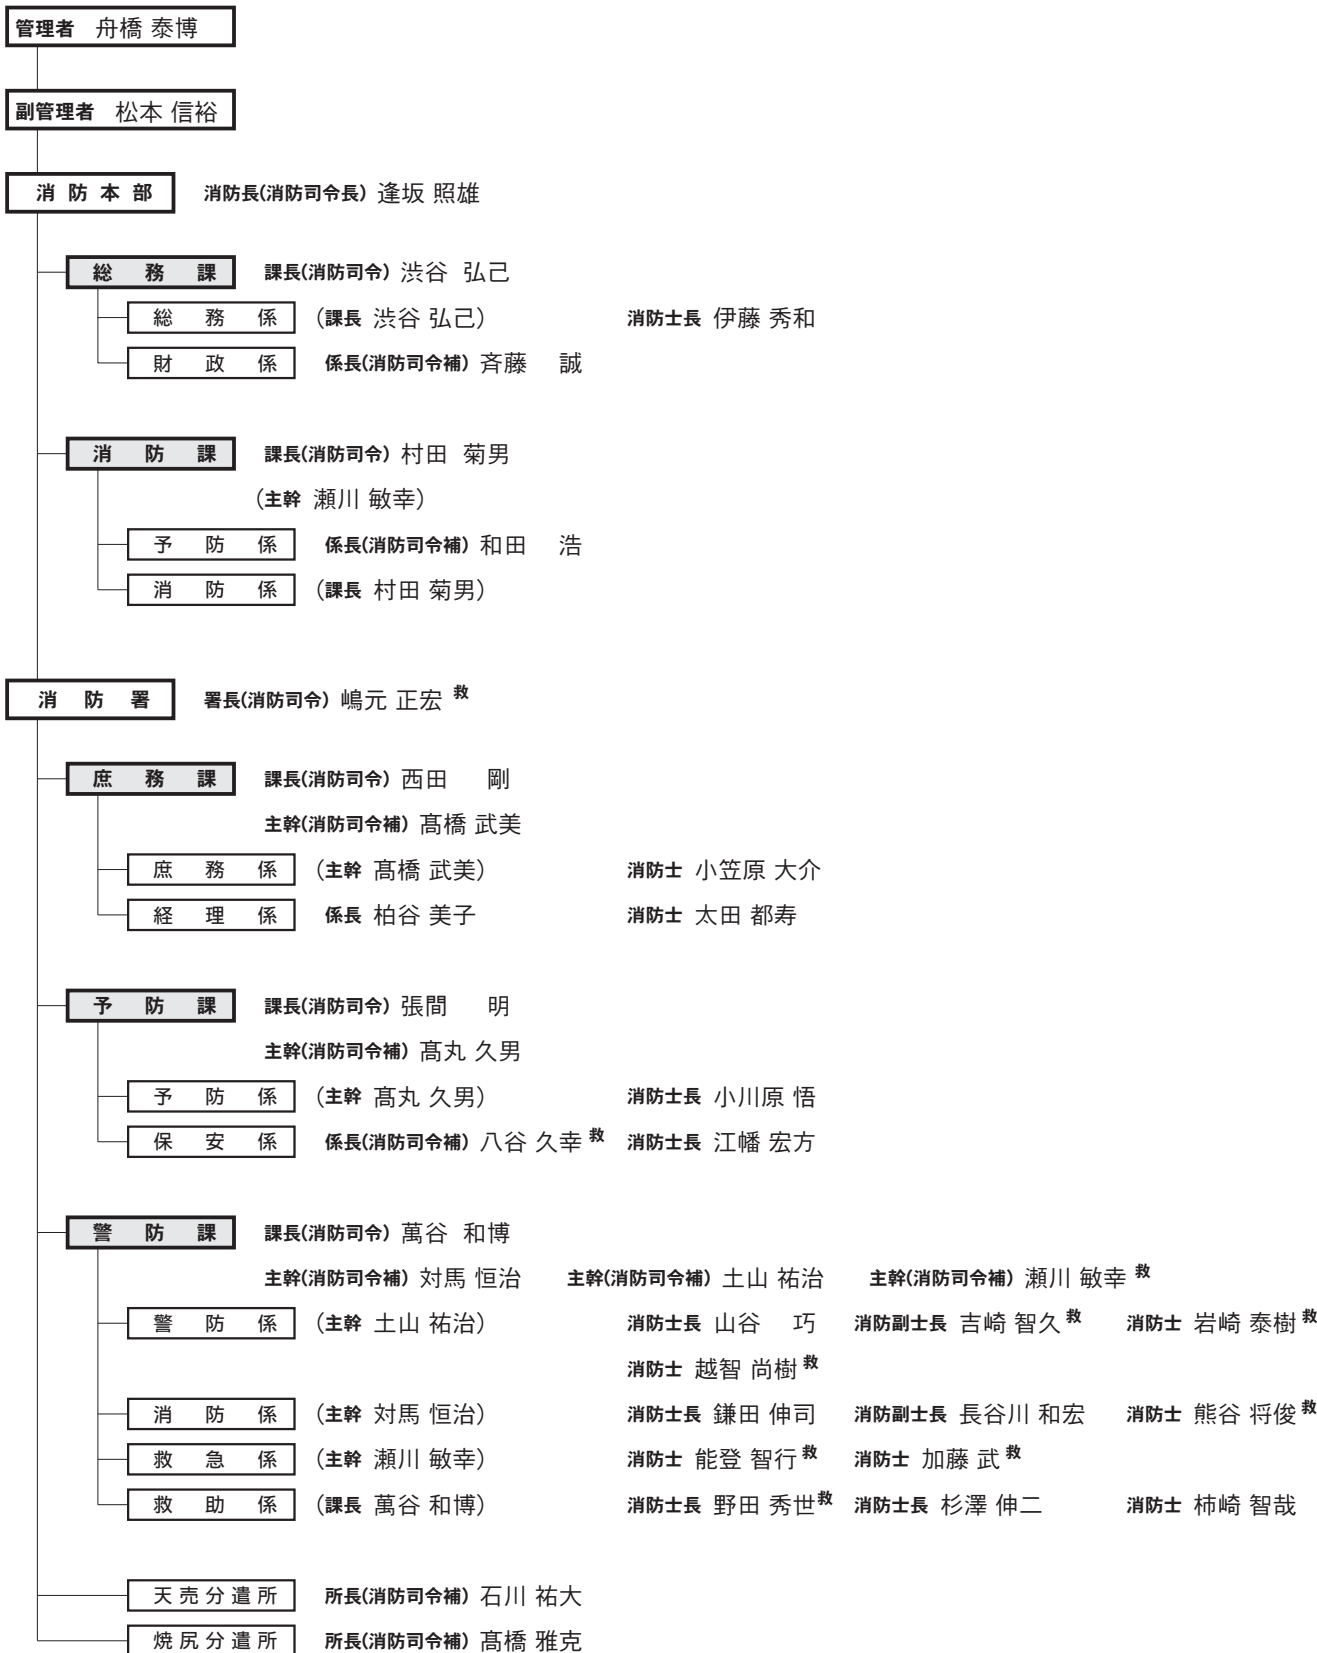 管理者 舟橋 泰博
副管理者 松本 信裕
消防本部 消防長(消防司令長) 逢坂 照雄
総務課 課長(消防司令) 渋谷 弘己
総務係 (課長 渋谷 弘己) 消防士長 伊藤 秀和
財政係 係長(消防司令補) 斉藤 誠
消防課 課長(消防司令) 村田 菊男
(主幹 瀬川 敏幸)
予防係 係長(消防司令補) 和田 浩
消防係 (課長 村田 菊男)
消防署 署長(消防司令) 嶋元 正宏 救
庶務課 課長(消防司令) 西田 剛
主幹(消防司令補) 髙橋 武美
庶務係 (主幹 髙橋 武美) 消防士 小笠原 大介
経理係 係長 柏谷 美子 消防士 太田 都寿
予防課 課長(消防司令) 張間 明
主幹(消防司令補) 髙丸 久男
予防係 (主幹 髙丸 久男) 消防士長 小川原 悟
保安係 係長(消防司令補) 八谷 久幸 救 消防士長 江幡 宏方
警防課 課長(消防司令) 萬谷 和博
主幹(消防司令補) 対馬 恒治 主幹(消防司令補) 土山 祐治 主幹(消防司令補) 瀬川 敏幸 救
警防係 (主幹 土山 祐治) 消防士長 山谷 巧 消防副士長 吉崎 智久 救 消防士 岩崎 泰樹 救
消防士 越智 尚樹 救
消防係 (主幹 対馬 恒治) 消防士長 鎌田 伸司 消防副士長 長谷川 和宏 消防士 熊谷 将俊 救
救急係 (主幹 瀬川 敏幸) 消防士 能登 智行 救 消防士 加藤 武 救
救助係 (課長 萬谷 和博) 消防士長 野田 秀世 救 消防士長 杉澤 伸二 消防士 柿崎 智哉
天売分遣所 所長(消防司令補) 石川 祐大
焼尻分遣所 所長(消防司令補) 髙橋 雅克